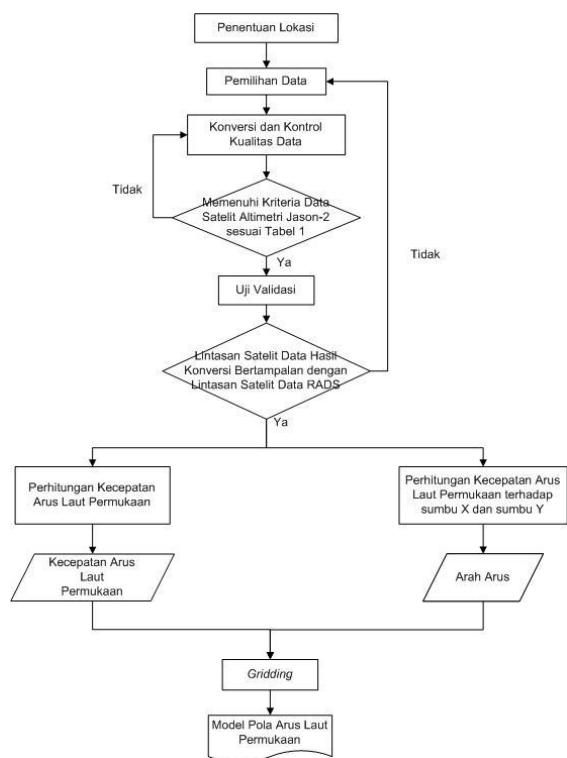 Penentuan Lokasi
Pemilihan Data
Konversi dan Kontrol
Kualitas Data
Tidak
Memenuhi Kriteria Data
Satelit Altimetri Jason-2
sesuai Tabel 1
Ya
Tidak
Uji Validasi
Lintasan Satelit Data Hasil
Konversi Bertampalan dengan
Lintasan Satelit Data RADS
Ya
Perhitungan Kecepatan
Arus Laut Permukaan
Perhitungan Kecepatan Arus
Laut Permukaan terhadap
sumbu X dan sumbu Y
Kecepatan Arus
Laut
Permukaan
Arah Arus
Gridding
Model Pola Arus Laut
Permukaan